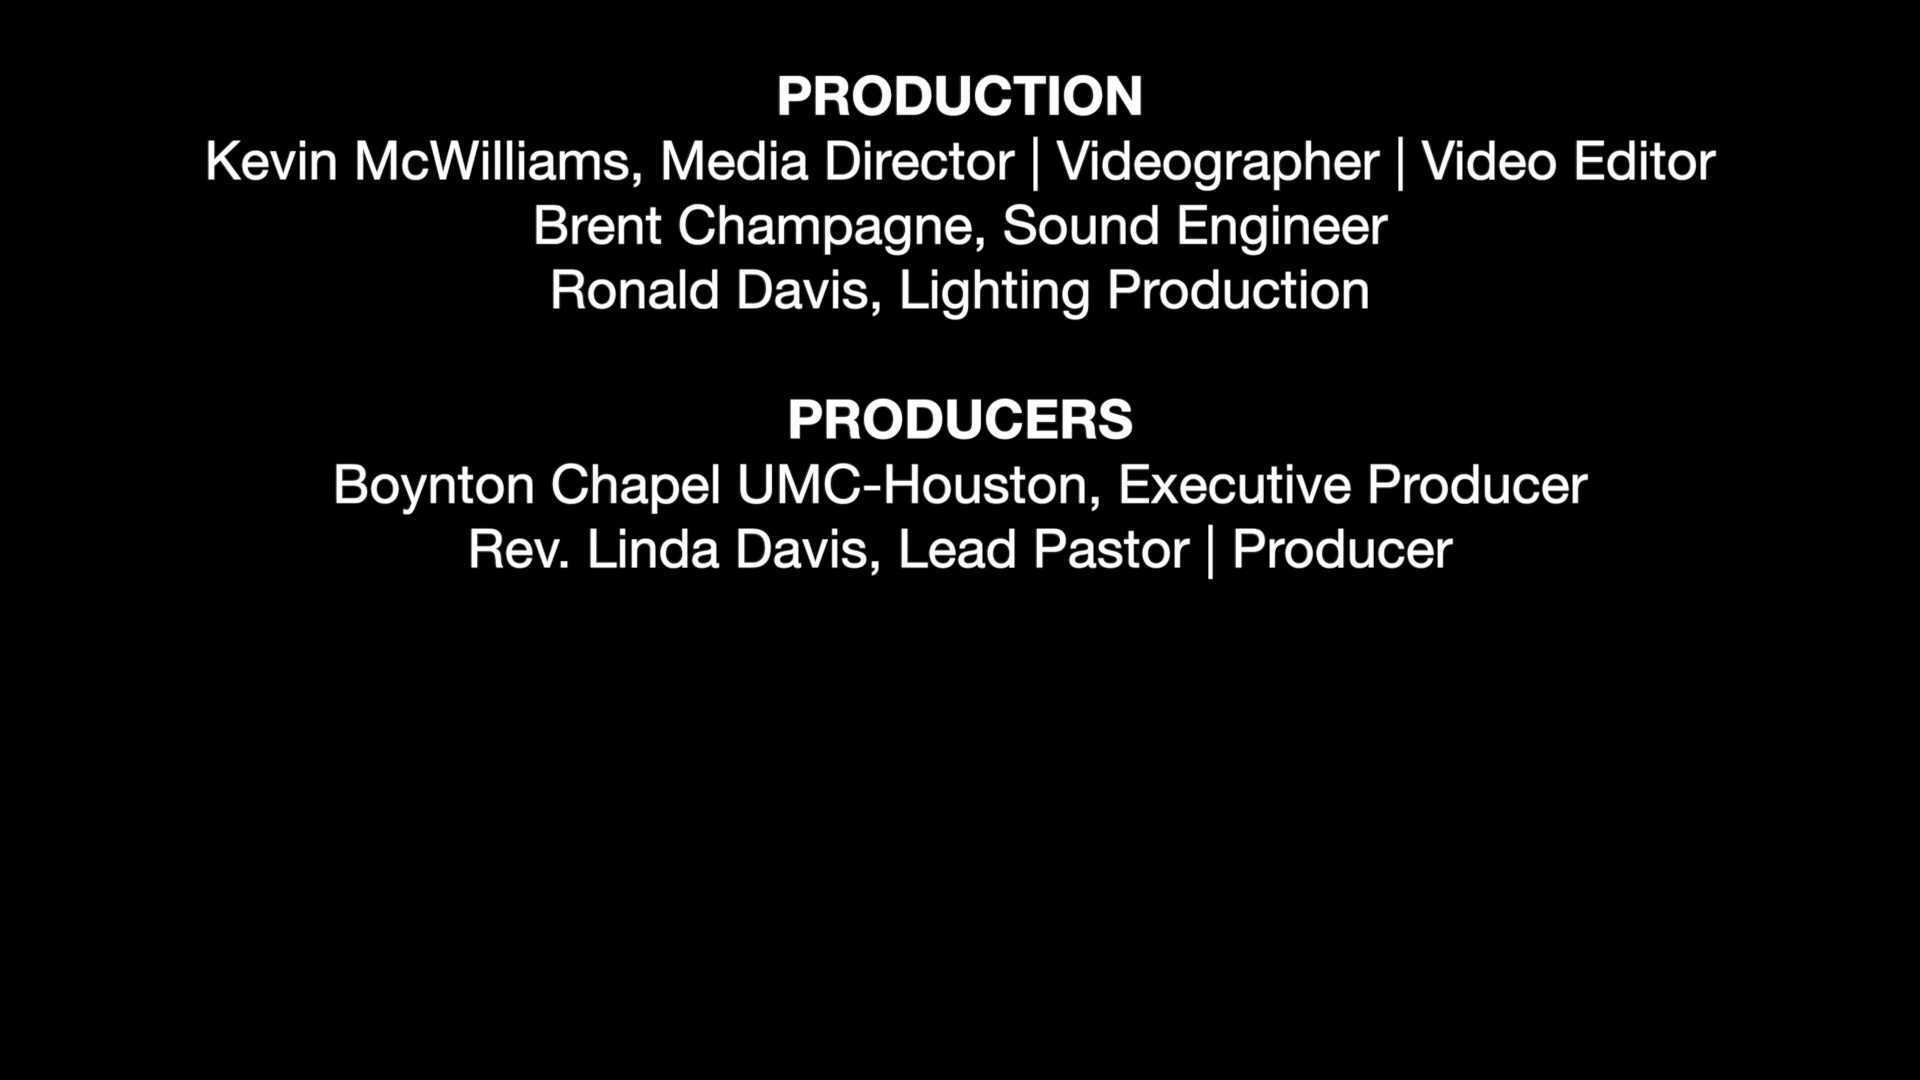 PRODUCTION
Kevin McWilliams, Media Director | Videographer | Video Editor
Brent Champagne, Sound Engineer
Ronald Davis, Lighting Production
PRODUCERS
Boynton Chapel UMC-Houston, Executive Producer
Rev. Linda Davis, Lead Pastor | Producer